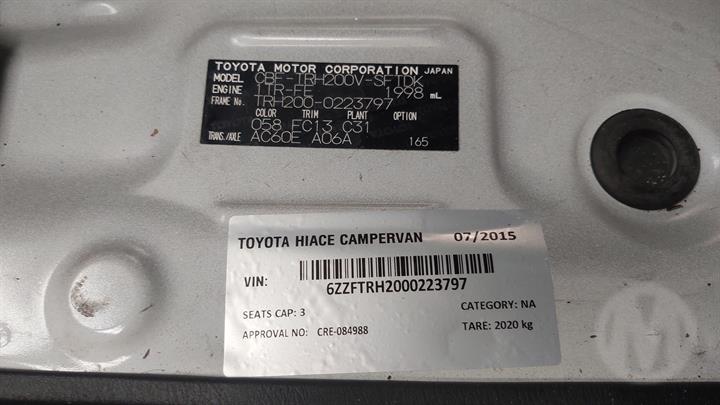 TOYOTA MOTOR CORPORATION JAPAN
MODEL CBF-TRH200V-SFTDK
ENGINE 1TR-FE 1998 mL
FRAME No. TRH200-0223797
COLOR TRIM PLANT OPTION
058 FC13 C31
TRANS./AXLE AC60E A06A 165
TOYOTA HIACE CAMPERVAN 07/2015
VIN:
6ZZFTRH2000223797
SEATS CAP: 3 CATEGORY: NA
APPROVAL NO: CRE-084988 TARE: 2020 kg
M